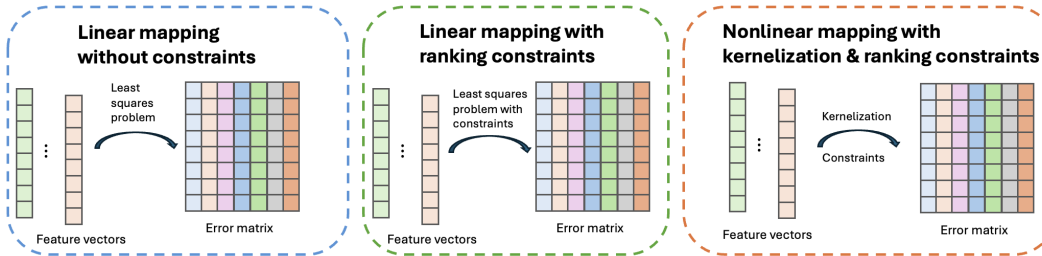 Linear mapping
without constraints
Least
squares
problem
Feature vectors
Error matrix
Linear mapping with
ranking constraints
Least squares
problem with
constraints
Feature vectors
Error matrix
Nonlinear mapping with
kernelization & ranking constraints
Kernelization
Constraints
Feature vectors
Error matrix